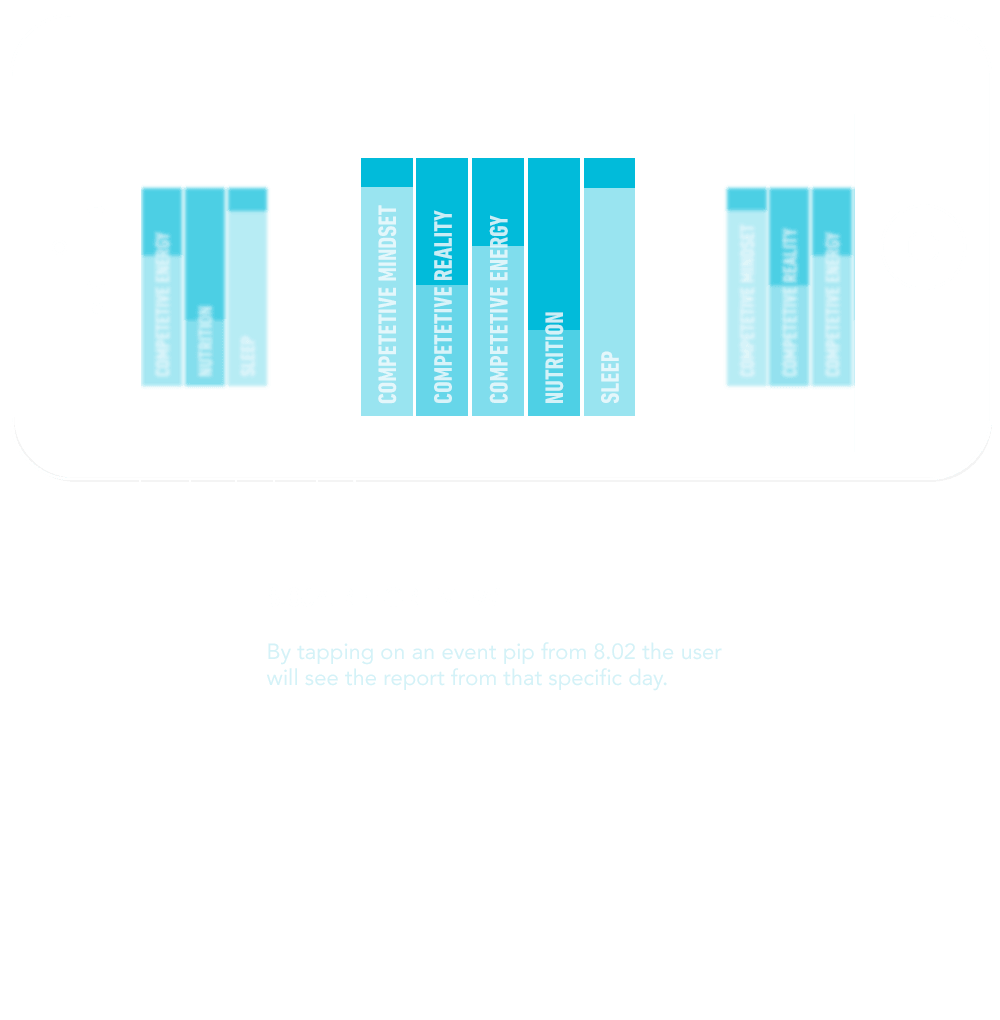 COMPETETIVE ENERGY
NUTRITION
SLEEP
COMPETETIVE MINDSET
COMPETETIVE REALITY
COMPETETIVE ENERGY
NUTRITION
SLEEP
COMPETETIVE MINDSET
COMPETETIVE REALITY
COMPETETIVE ENERGY
By tapping on an event pip from 8.02 the user
will see the report from that specific day.